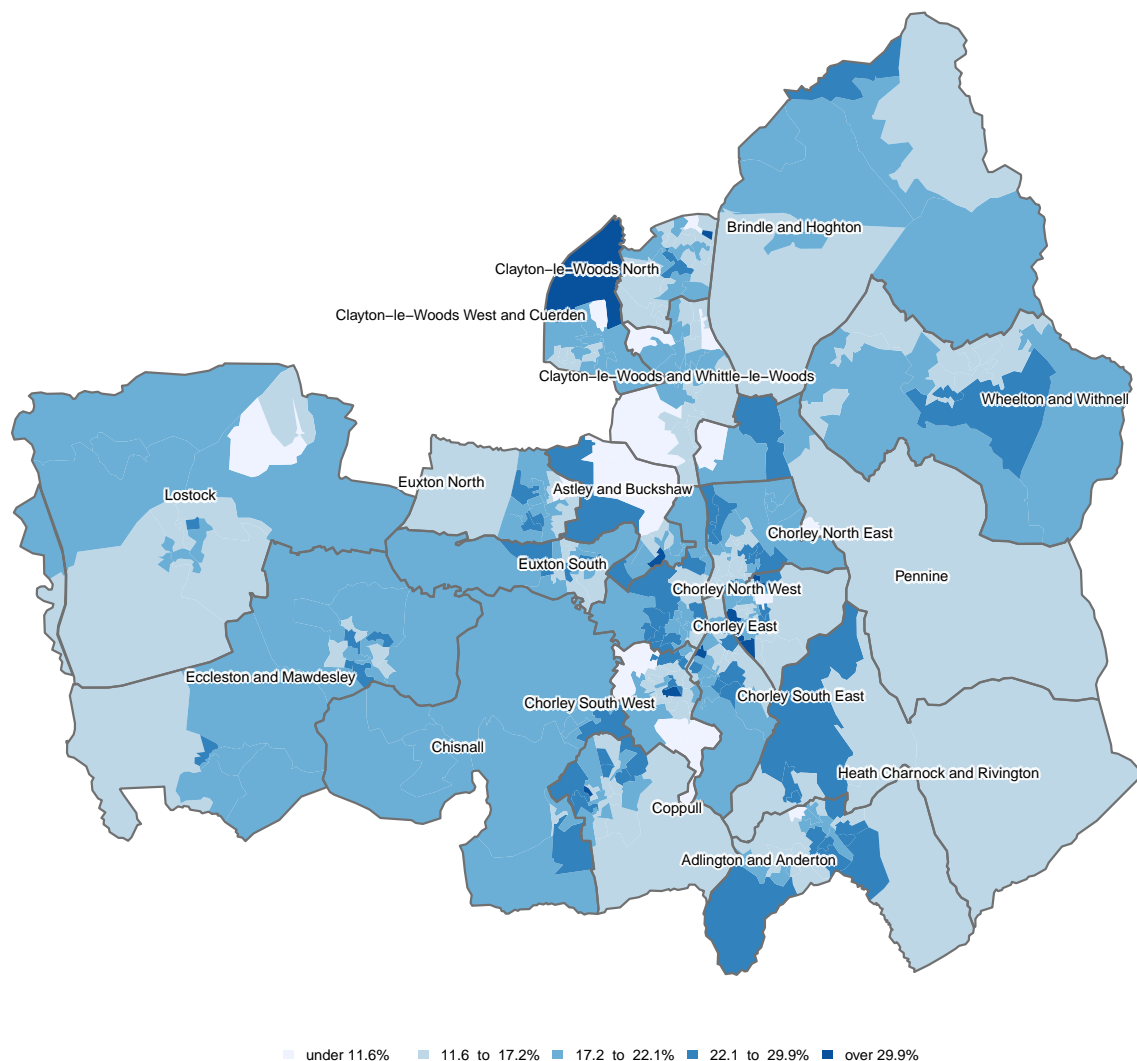 Brindle and Hoghton
Clayton−le−Woods North
Clayton−le−Woods West and Cuerden
Clayton−le−Woods and Whittle−le−Woods
Wheelton and Withnell
Euxton North
Astley and Buckshaw
Lostock
Chorley North East
Euxton South
Pennine
Chorley North West
Chorley East
Eccleston and Mawdesley
Chorley South East
Chorley South West
Chisnall
Heath Charnock and Rivington
Coppull
Adlington and Anderton
under 11.6% 11.6 to 17.2% 17.2 to 22.1% 22.1 to 29.9% over 29.9%